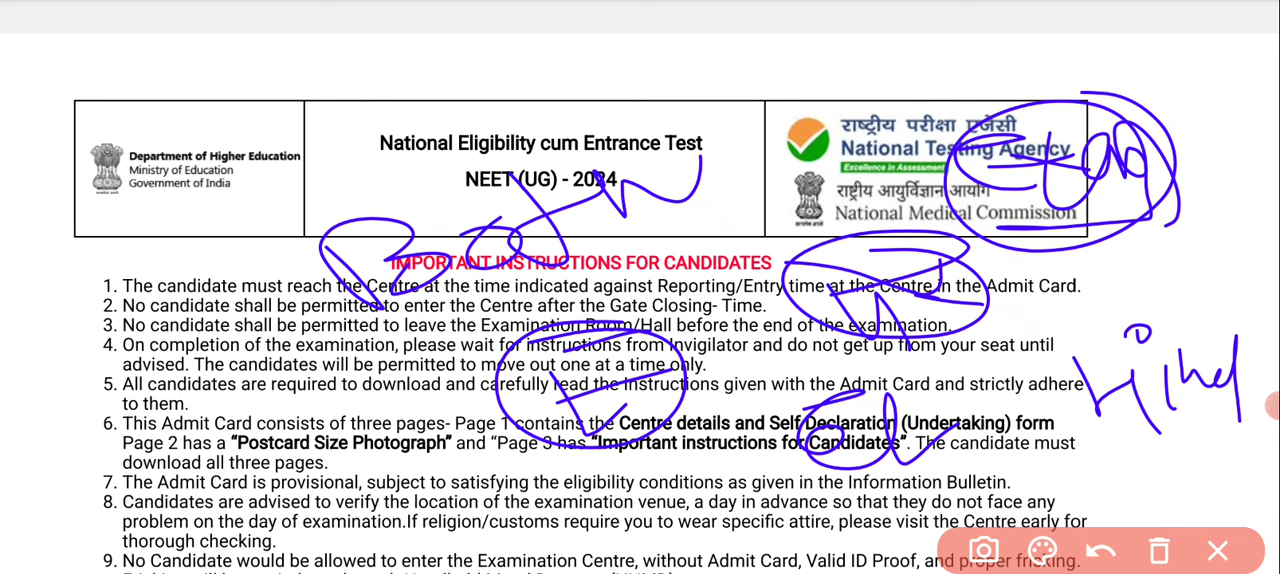 Department of Higher Education
Ministry of Education
Government of India
National Eligibility cum Entrance Test
NEET (UG) - 2024
राष्ट्रीय परीक्षा एजेंसी
National Testing Agency
Excellence in Assessment
राष्ट्रीय आयुर्विज्ञान आयोग
National Medical Commission
IMPORTANT INSTRUCTIONS FOR CANDIDATES
1. The candidate must reach the Centre at the time indicated against Reporting/Entry time at the Centre in the Admit Card.
2. No candidate shall be permitted to enter the Centre after the Gate Closing- Time.
3. No candidate shall be permitted to leave the Examination Room/Hall before the end of the examination.
4. On completion of the examination, please wait for instructions from Invigilator and do not get up from your seat until
advised. The candidates will be permitted to move out one at a time only.
5. All candidates are required to download and carefully read the Instructions given with the Admit Card and strictly adhere
to them.
6. This Admit Card consists of three pages- Page 1 contains the Centre details and Self Declaration (Undertaking) form
Page 2 has a “Postcard Size Photograph” and “Page 3 has “Important instructions for Candidates”. The candidate must
download all three pages.
7. The Admit Card is provisional, subject to satisfying the eligibility conditions as given in the Information Bulletin.
8. Candidates are advised to verify the location of the examination venue, a day in advance so that they do not face any
problem on the day of examination.If religion/customs require you to wear specific attire, please visit the Centre early for
thorough checking.
9. No Candidate would be allowed to enter the Examination Centre, without Admit Card, Valid ID Proof, and proper frisking.